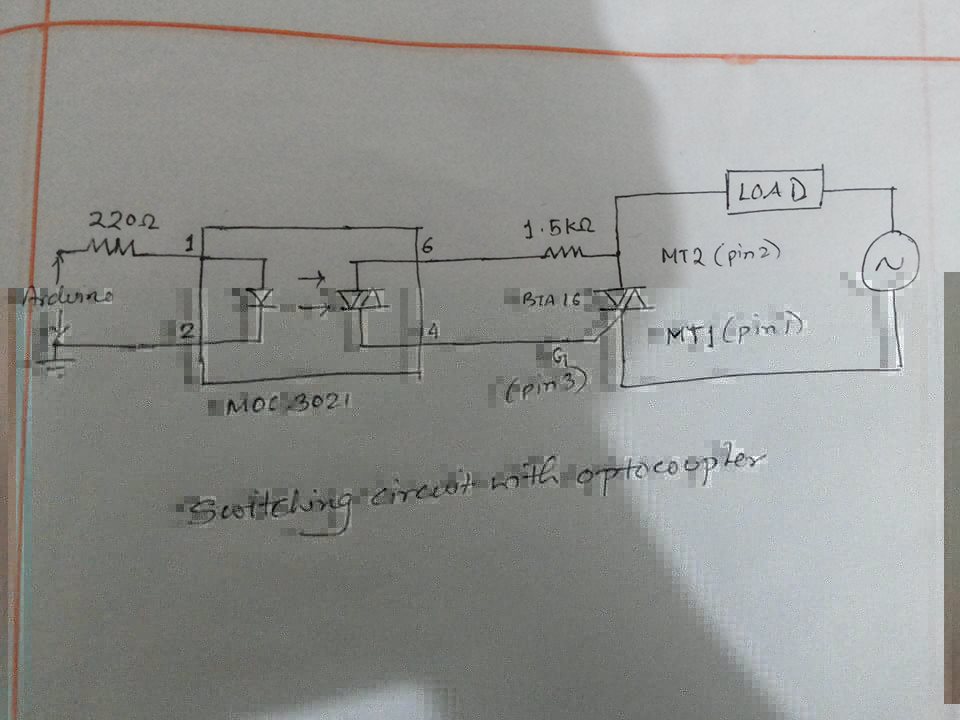 LOAD
220Ω
1
6
1.5kΩ
MT2 (pin2)
~
Arduino
BTA 16
2
4
MT1 (pin1)
G
(pin3)
MOC 3021
Switching circuit with optocoupler